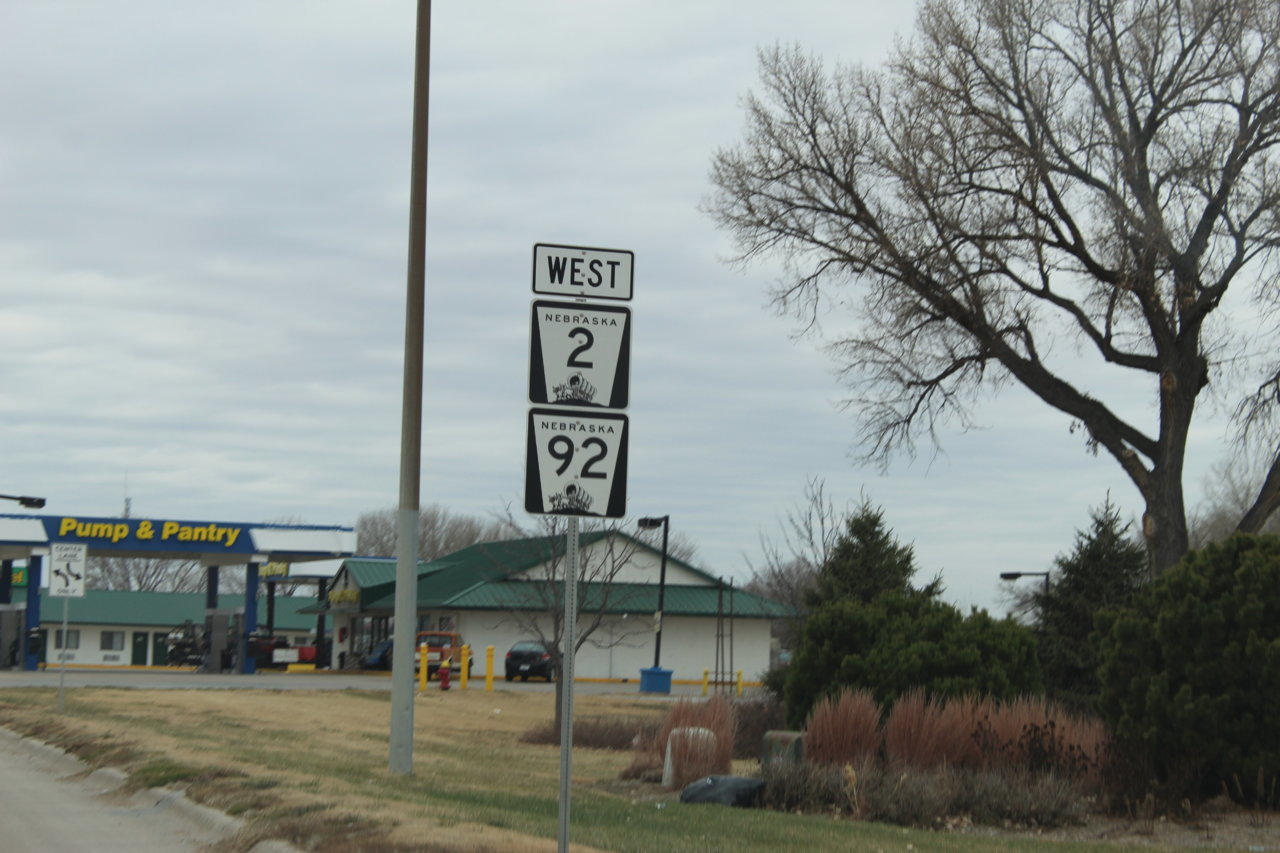 WEST
NEBRASKA
2
NEBRASKA
92
Pump & Pantry
CENTER
LANE
ONLY